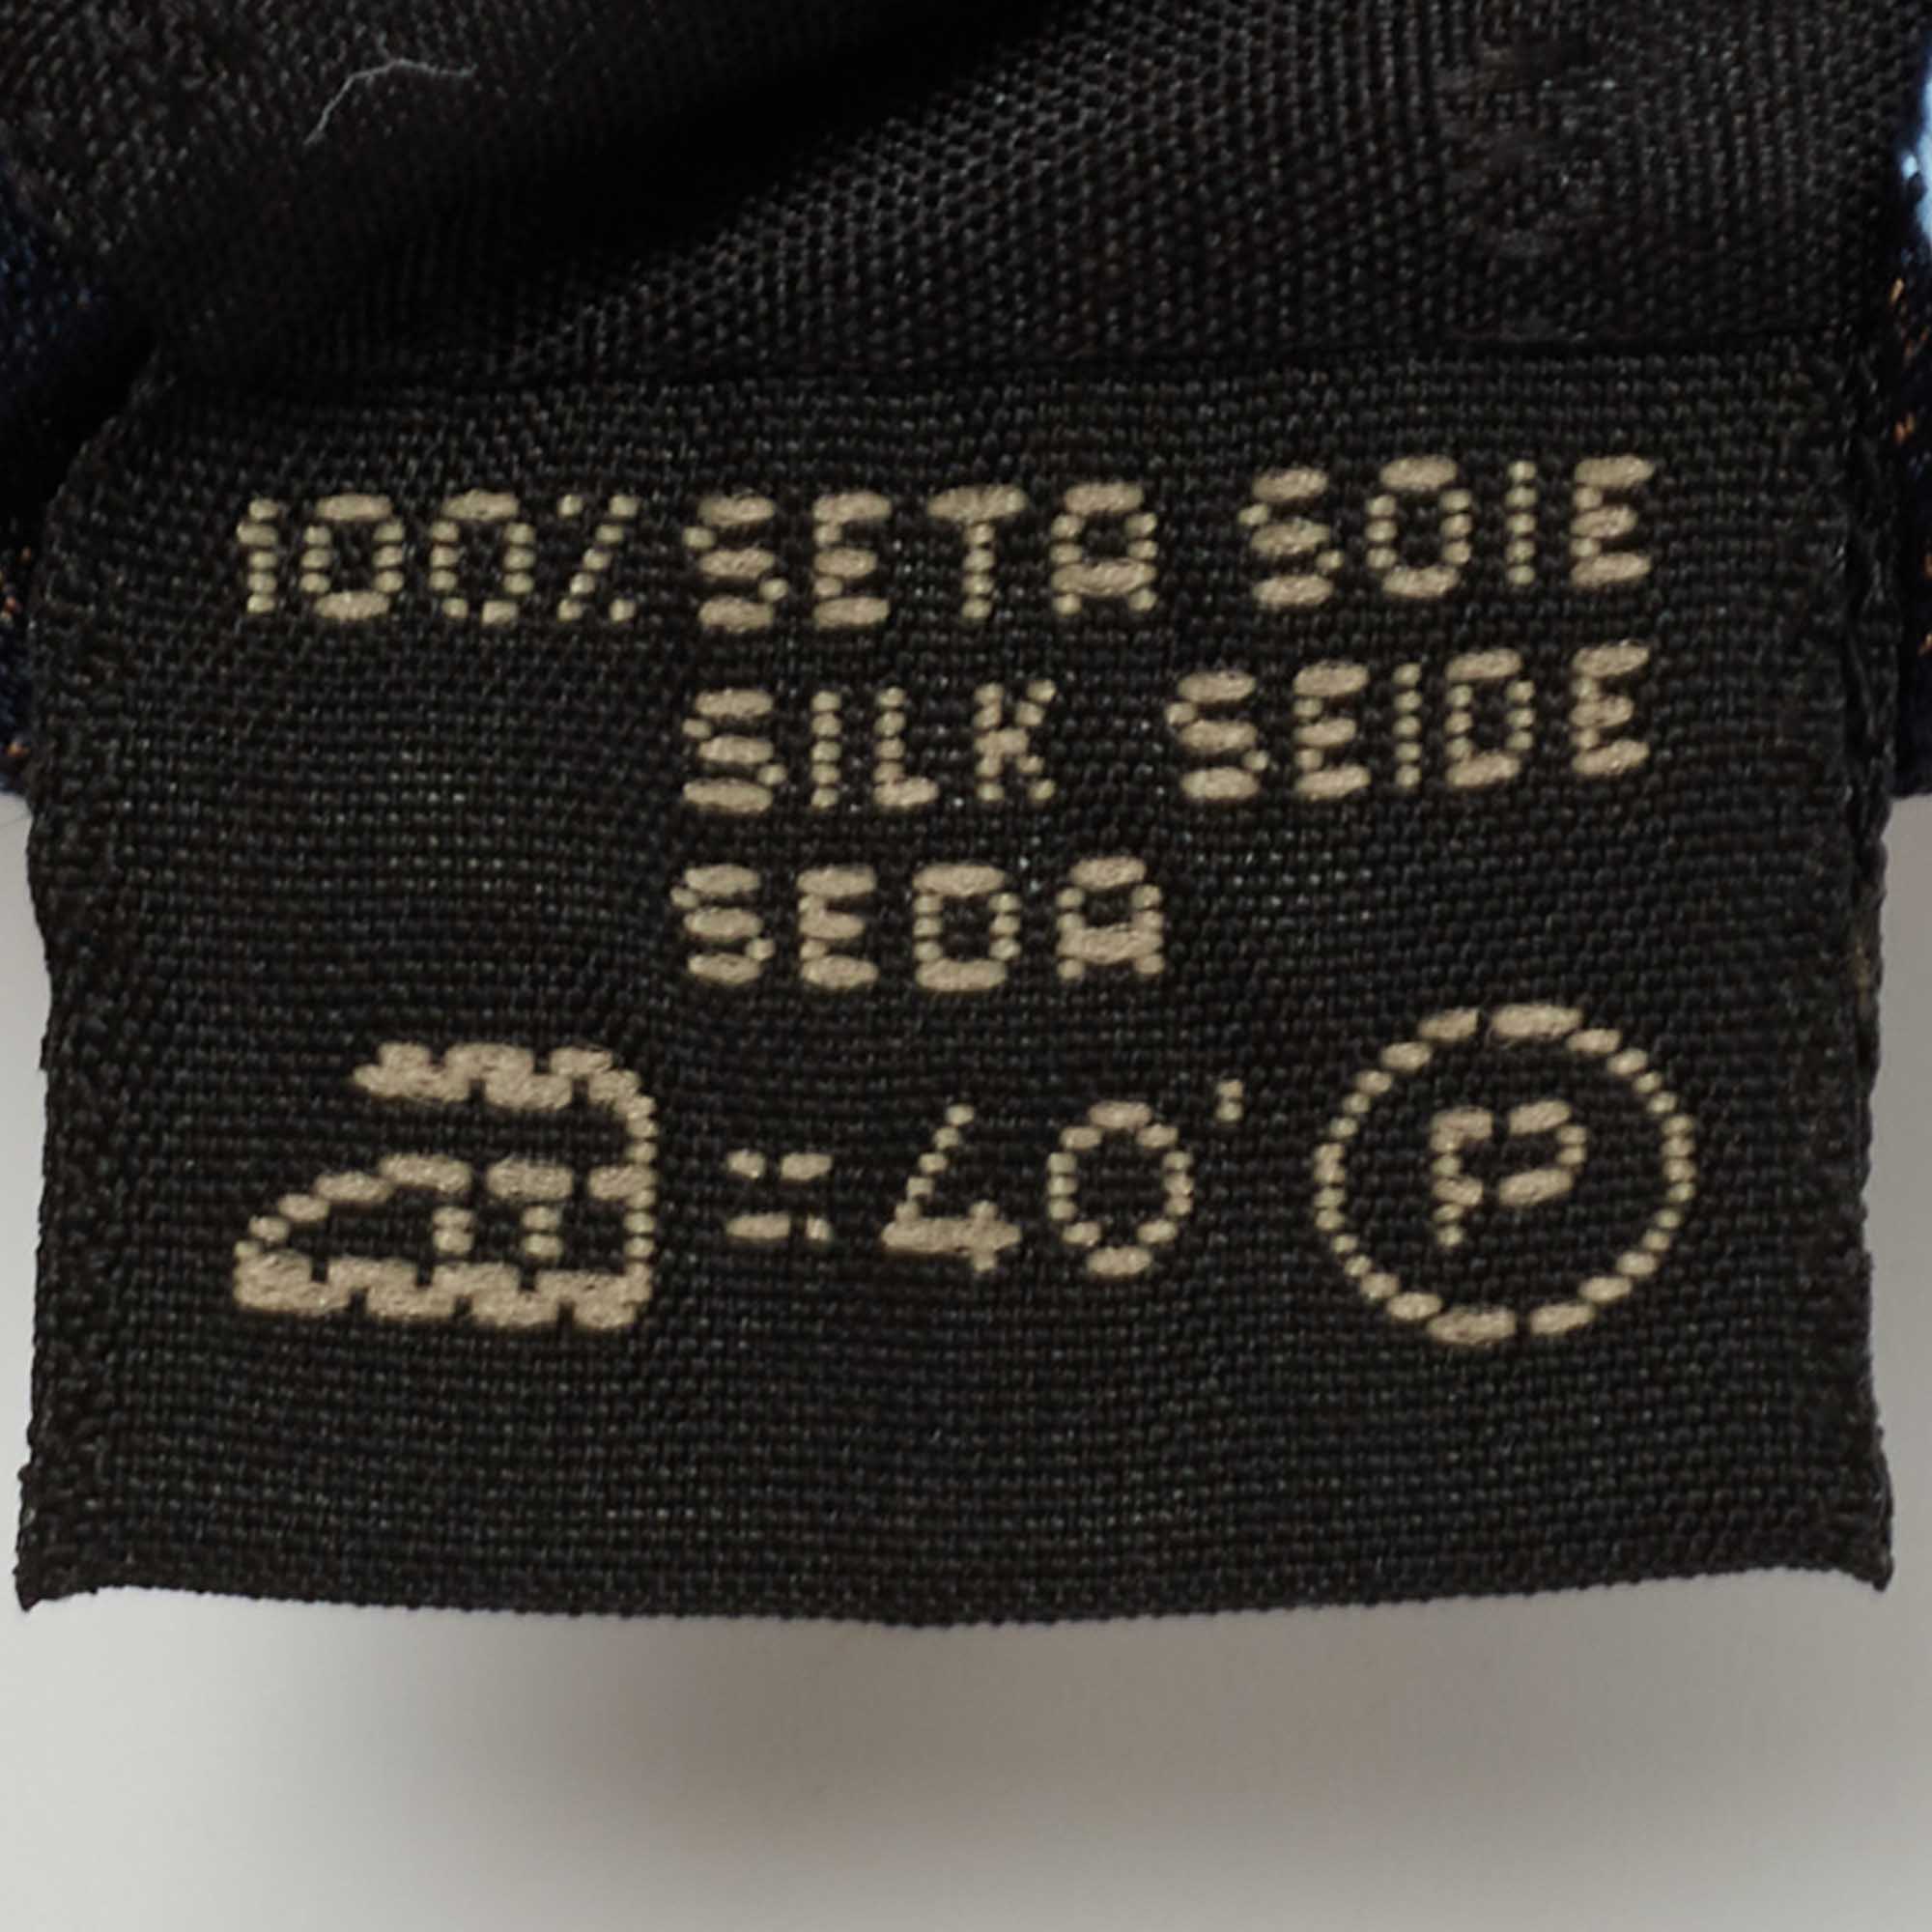 100% SETA SOIE
SILK SEIDE
SEDA
= 40' P